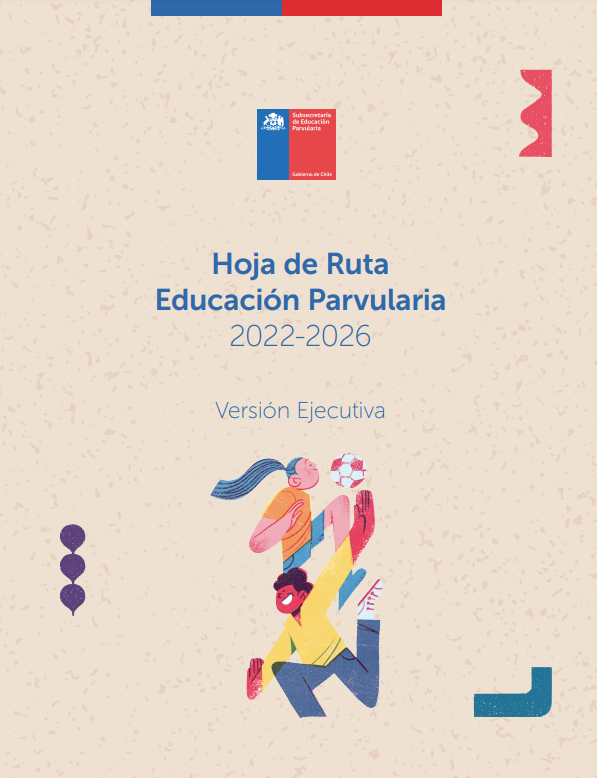 Subsecretaría
de Educación
Parvularia
Gobierno de Chile
Hoja de Ruta
Educación Parvularia
2022-2026
Versión Ejecutiva